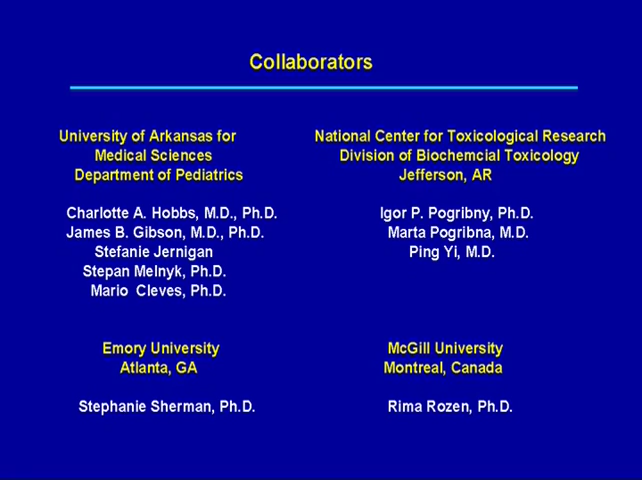 Collaborators
University of Arkansas for
Medical Sciences
Department of Pediatrics
Charlotte A. Hobbs, M.D., Ph.D.
James B. Gibson, M.D., Ph.D.
Stefanie Jernigan
Stepan Melnyk, Ph.D.
Mario Cleves, Ph.D.
National Center for Toxicological Research
Division of Biochemcial Toxicology
Jefferson, AR
Igor P. Pogribny, Ph.D.
Marta Pogribna, M.D.
Ping Yi, M.D.
Emory University
Atlanta, GA
Stephanie Sherman, Ph.D.
McGill University
Montreal, Canada
Rima Rozen, Ph.D.